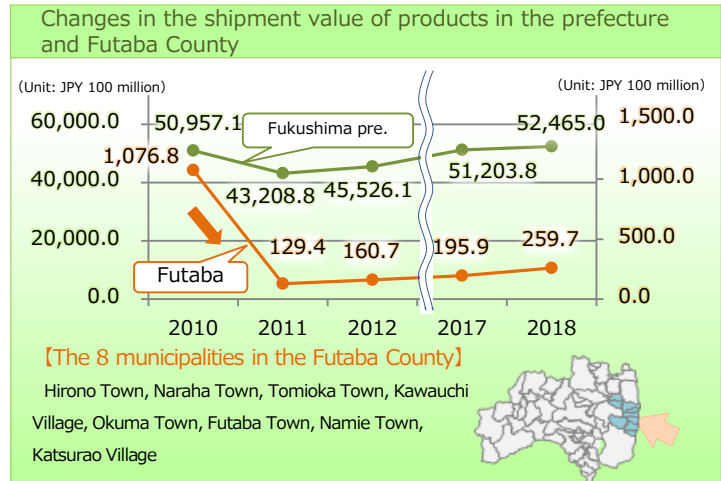 Changes in the shipment value of products in the prefecture
and Futaba County
(Unit: JPY 100 million)
(Unit: JPY 100 million)
60,000.0
50,957.1
Fukushima pre.
52,465.0
1,500.0
1,076.8
40,000.0
43,208.8
45,526.1
51,203.8
1,000.0
20,000.0
129.4
160.7
195.9
259.7
500.0
Futaba
0.0
0.0
2010
2011
2012
2017
2018
【The 8 municipalities in the Futaba County】
Hirono Town, Naraha Town, Tomioka Town, Kawauchi
Village, Okuma Town, Futaba Town, Namie Town,
Katsurao Village